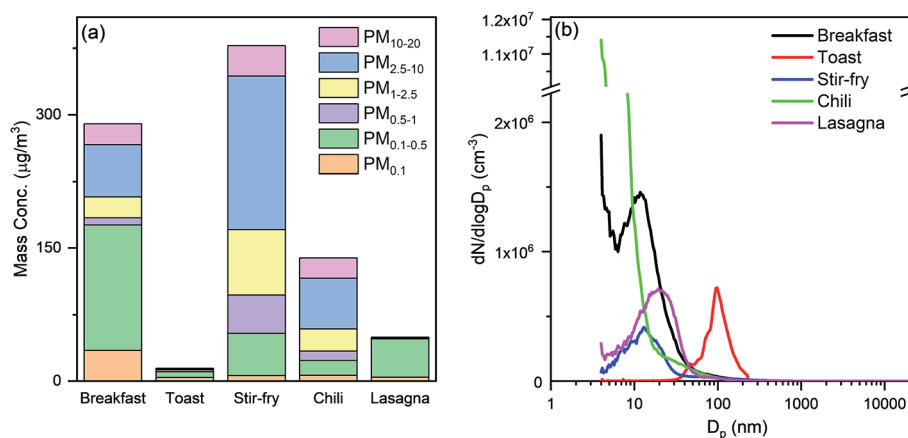 (a)
PM10-20
PM2.5-10
PM1-2.5
PM0.5-1
PM0.1-0.5
PM0.1
Mass Conc. (μg/m³)
300
150
0
Breakfast Toast Stir-fry Chili Lasagna
(b)
Breakfast
Toast
Stir-fry
Chili
Lasagna
dN/dlogDp (cm-3)
1.2x10⁷
1.1x10⁷
2x10⁶
1x10⁶
0
1 10 100 1000 10000
Dp (nm)